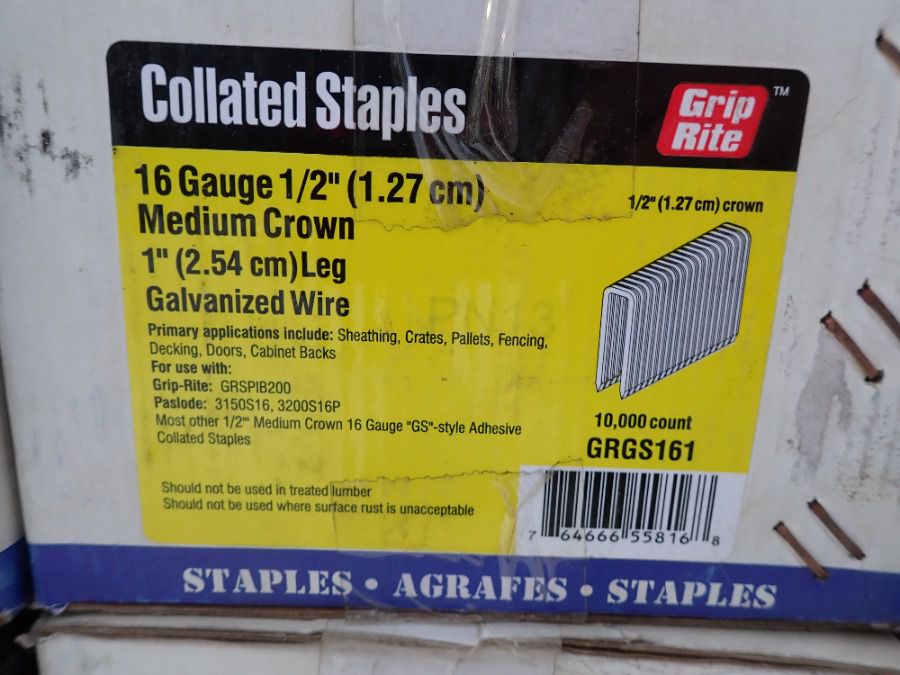 Collated Staples
Grip
Rite
TM
16 Gauge 1/2" (1.27 cm)
Medium Crown
1" (2.54 cm) Leg
Galvanized Wire
1/2" (1.27 cm) crown
PN13
Primary applications include: Sheathing, Crates, Pallets, Fencing,
Decking, Doors, Cabinet Backs
For use with:
Grip-Rite: GRSPIB200
Paslode: 3150S16, 3200S16P
Most other 1/2"' Medium Crown 16 Gauge "GS"-style Adhesive
Collated Staples
10,000 count
GRGS161
Should not be used in treated lumber
Should not be used where surface rust is unacceptable
7 64666 55816 8
STAPLES • AGRAFES • STAPLES